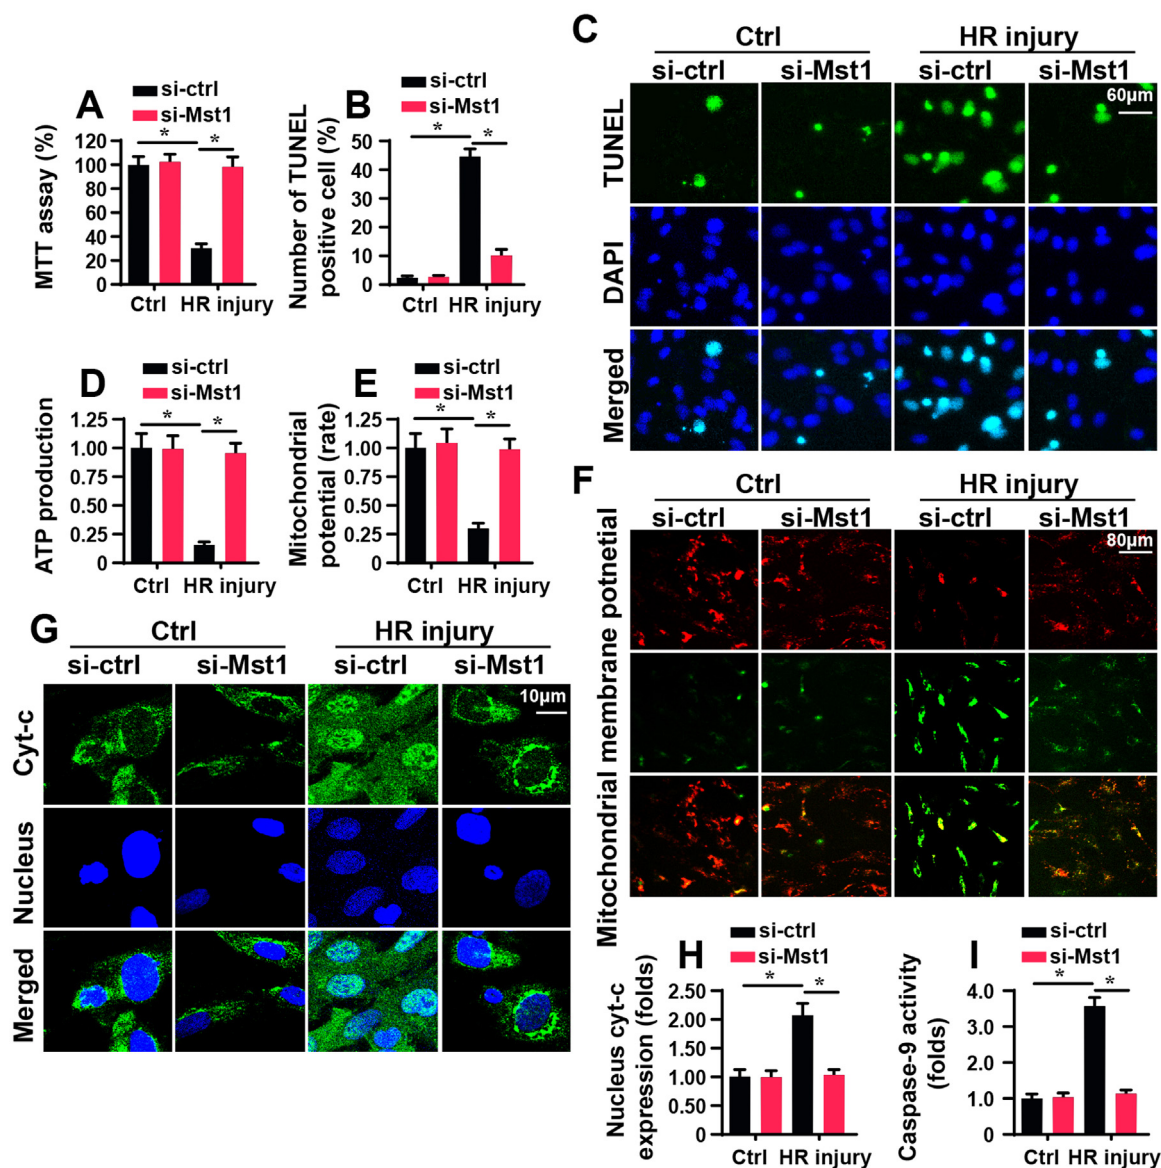 A
si-ctrl
si-Mst1
MTT assay (%)
120
100
80
60
40
20
0
*
*
Ctrl HR injury
B
si-ctrl
si-Mst1
Number of TUNEL
positive cell (%)
50
40
30
20
10
0
*
*
Ctrl HR injury
C
Ctrl HR injury
si-ctrl si-Mst1 si-ctrl si-Mst1
60μm
TUNEL
DAPI
Merged
D
si-ctrl
si-Mst1
ATP production
1.25
1.00
0.75
0.50
0.25
0
*
*
Ctrl HR injury
E
si-ctrl
si-Mst1
Mitochondrial
potential (rate)
1.25
1.00
0.75
0.50
0.25
0
*
*
Ctrl HR injury
F
Ctrl HR injury
si-ctrl si-Mst1 si-ctrl si-Mst1
80μm
Mitochondrial membrane potnetial
G
Ctrl HR injury
si-ctrl si-Mst1 si-ctrl si-Mst1
10μm
Cyt-c
Nucleus
Merged
H
si-ctrl
si-Mst1
Nucleus cyt-c
expression (folds)
2.50
2.00
1.50
1.00
0.50
0
*
*
Ctrl HR injury
I
si-ctrl
si-Mst1
Caspase-9 activity
(folds)
4.0
3.0
2.0
1.0
0
*
*
Ctrl HR injury